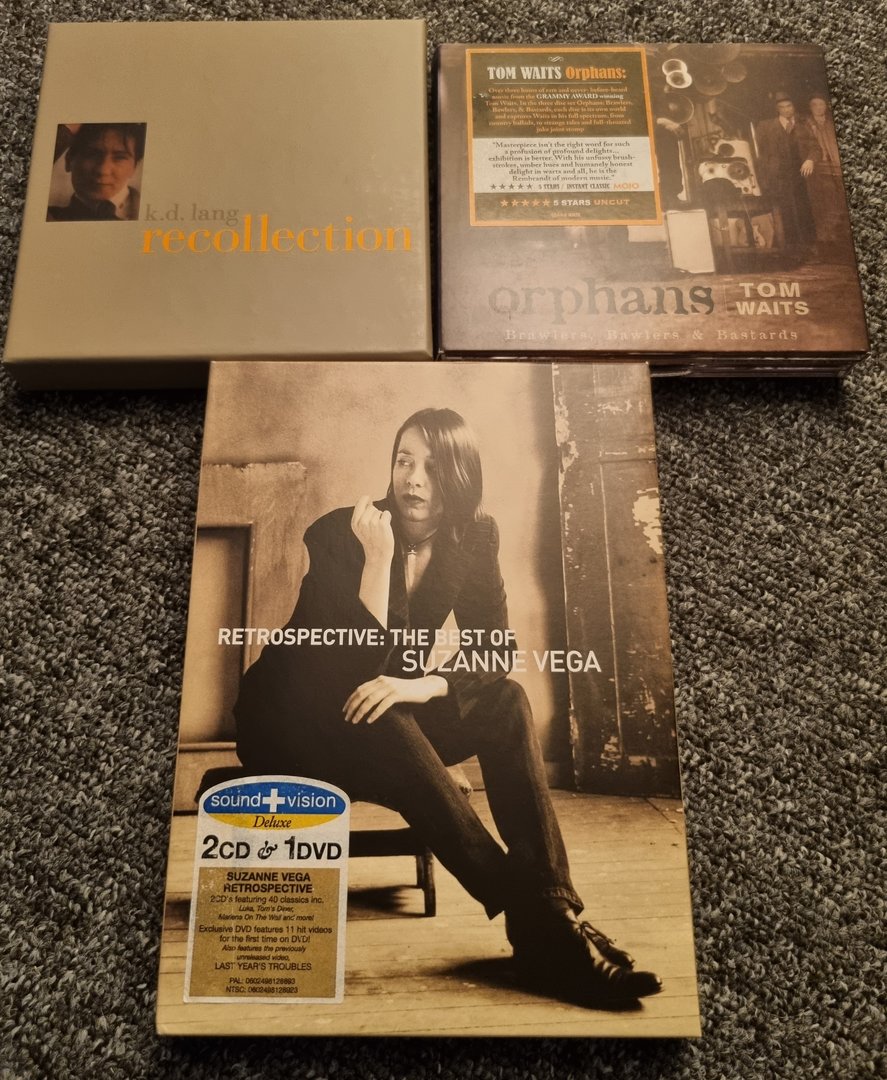 k.d. lang
recollection
TOM WAITS Orphans:
Over three hours of rare and never-before-heard
music from the GRAMMY AWARD winning
Tom Waits. In the three disc set Orphans: Brawlers,
Bawlers, & Bastards, each disc is its own world
and captures Waits in his full spectrum, from
country ballads, to strange tales and full-throated
juke joint stomp
"Masterpiece isn't the right word for such
a profusion of profound delights...
exhibition is better. With his unfussy brush-
strokes, umber hues and humanely honest
delight in warts and all, he is the
Rembrandt of modern music."
★★★★★ 5 STARS / INSTANT CLASSIC MOJO
★★★★★ 5 STARS UNCUT
orphans TOM
WAITS
Brawlers, Bawlers & Bastards
RETROSPECTIVE: THE BEST OF
SUZANNE VEGA
sound+vision
Deluxe
2CD & 1DVD
SUZANNE VEGA
RETROSPECTIVE
2CD's featuring 40 classics inc.
Luka, Tom's Diner,
Marlene On The Wall and more!
Exclusive DVD features 11 hit videos
for the first time on DVD!
Also features the previously
unreleased video,
LAST YEAR'S TROUBLES
PAL: 0602498128893
NTSC: 0602498128923